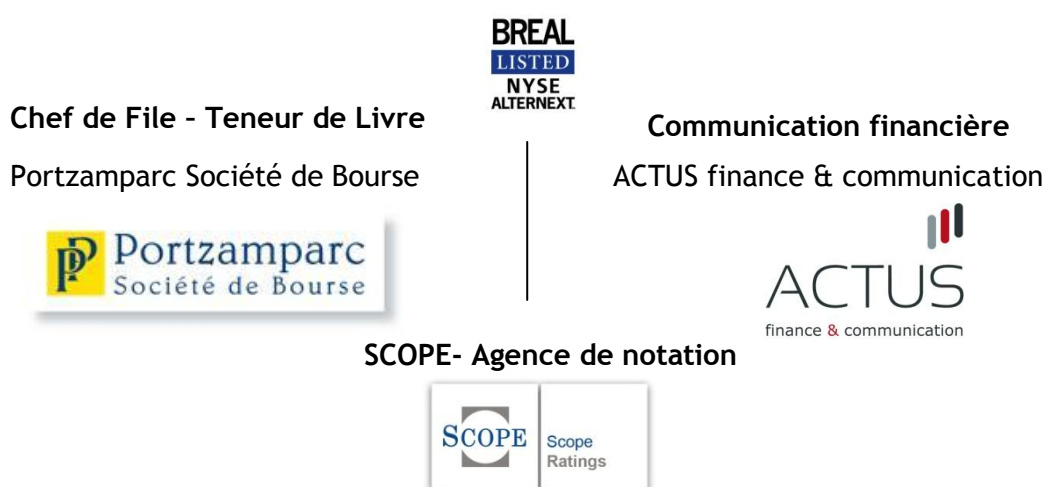 BREAL
LISTED
NYSE
ALTERNEXT.
Chef de File – Teneur de Livre
Portzamparc Société de Bourse
PP Portzamparc
Société de Bourse
Communication financière
ACTUS finance & communication
ACTUS
finance & communication
SCOPE- Agence de notation
SCOPE
Scope
Ratings